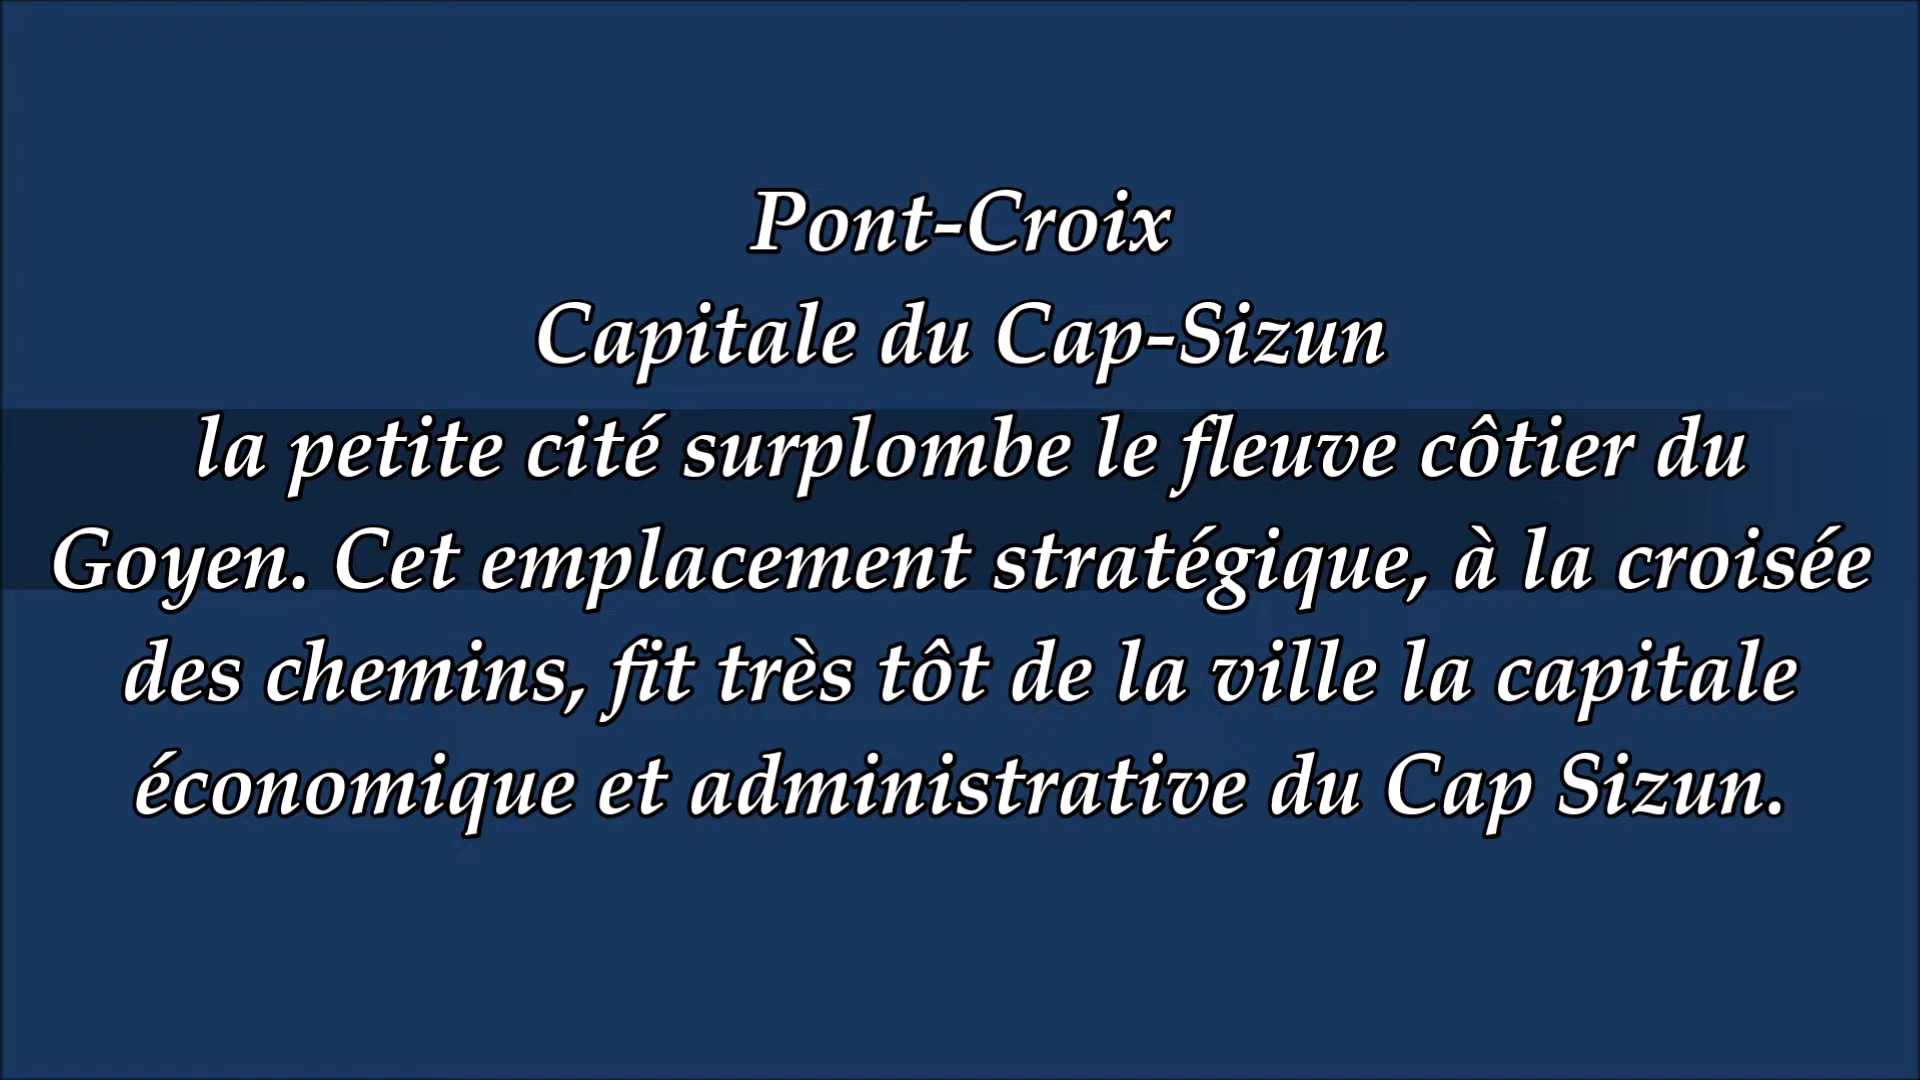 Pont-Croix
Capitale du Cap-Sizun
la petite cité surplombe le fleuve côtier du
Goyen. Cet emplacement stratégique, à la croisée
des chemins, fit très tôt de la ville la capitale
économique et administrative du Cap Sizun.